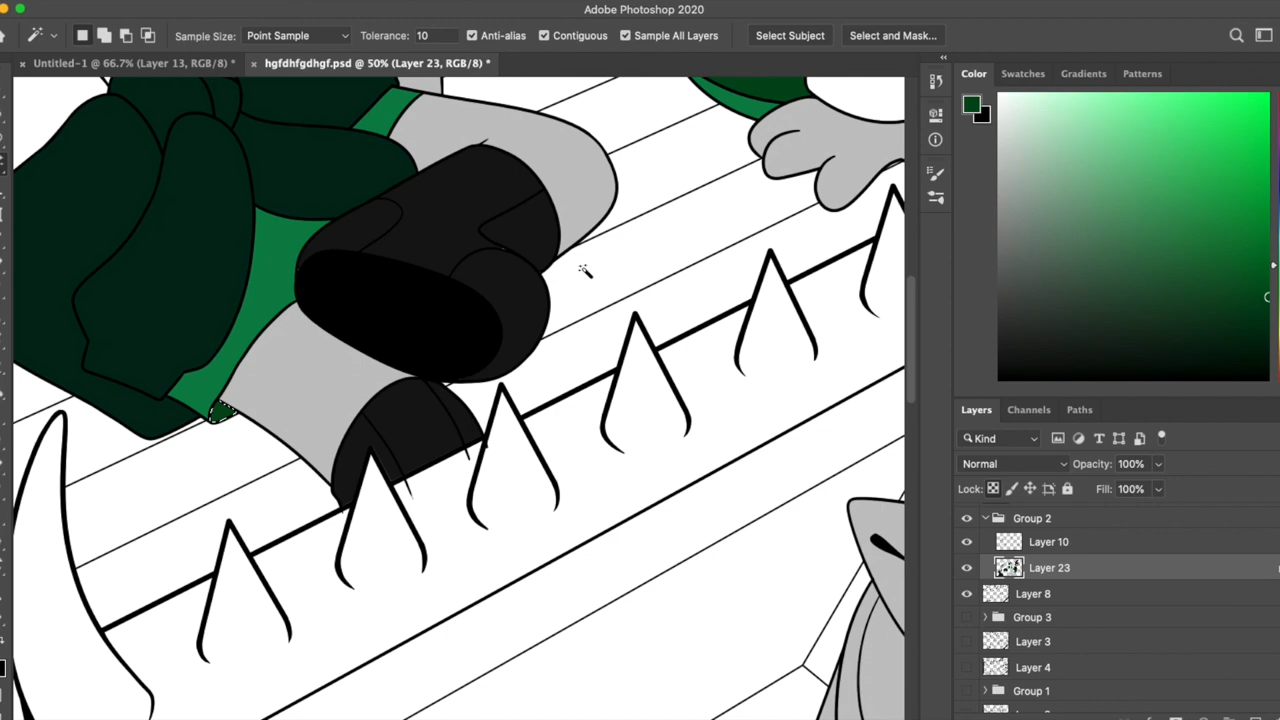 Adobe Photoshop 2020
Sample Size: Point Sample Tolerance: 10 Anti-alias Contiguous Sample All Layers Select Subject Select and Mask...
Untitled-1 @ 66.7% (Layer 13, RGB/8) * hgfdhfgdhgf.psd @ 50% (Layer 23, RGB/8) *
Color Swatches Gradients Patterns
Layers Channels Paths
Kind
Normal Opacity: 100%
Lock: Fill: 100%
Group 2
Layer 10
Layer 23
Layer 8
Group 3
Layer 3
Layer 4
Group 1